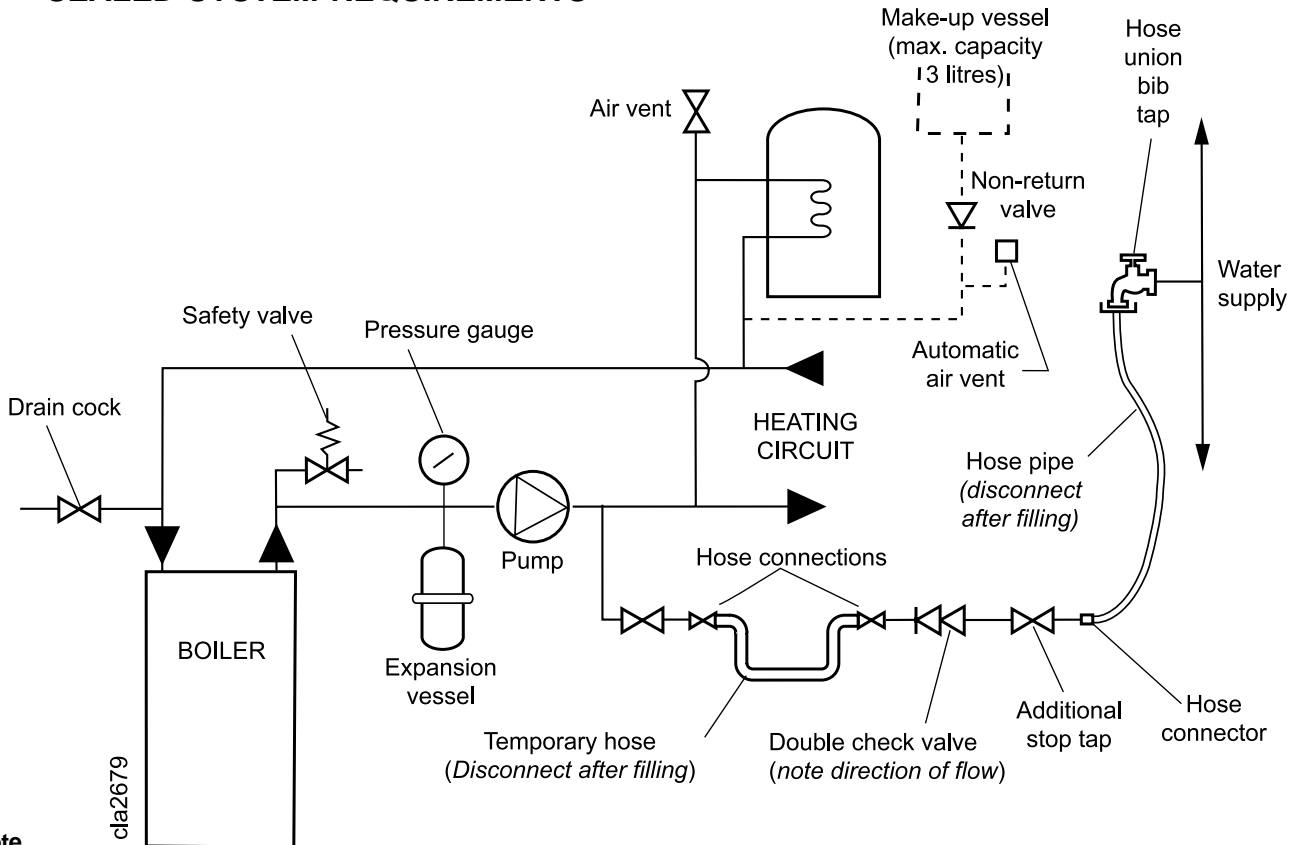 Make-up vessel
(max. capacity
3 litres)
Hose
union
bib
tap
Air vent
Non-return
valve
Water
supply
Safety valve
Pressure gauge
Automatic
air vent
Drain cock
HEATING
CIRCUIT
Hose pipe
(disconnect
after filling)
Pump
Hose connections
BOILER
Expansion
vessel
Temporary hose
(Disconnect after filling)
Double check valve
(note direction of flow)
Additional
stop tap
Hose
connector
cla2679